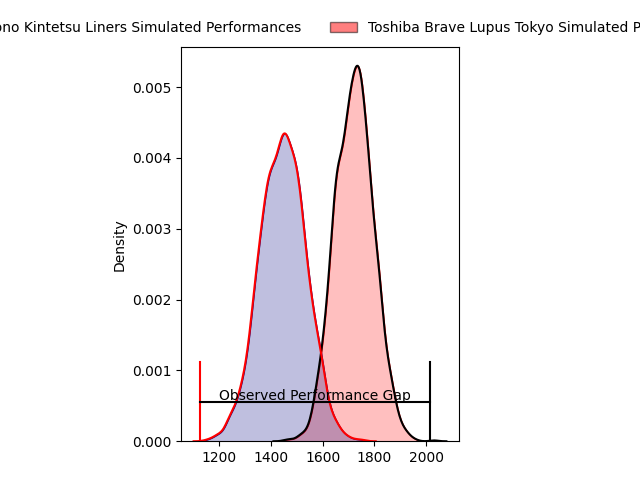 ono Kintetsu Liners Simulated Performances
Toshiba Brave Lupus Tokyo Simulated P
0.005
0.004
0.003
0.002
0.001
0.000
Density
Observed Performance Gap
1200 1400 1600 1800 2000